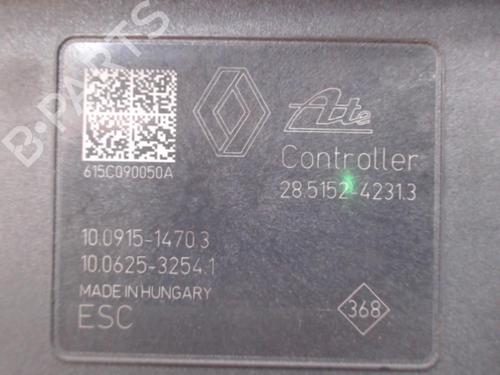 B-PARTS
Ate
615C090050A
Controller
28.5152-4231.3
10.0915-1470.3
10.0625-3254.1
MADE IN HUNGARY
ESC
368